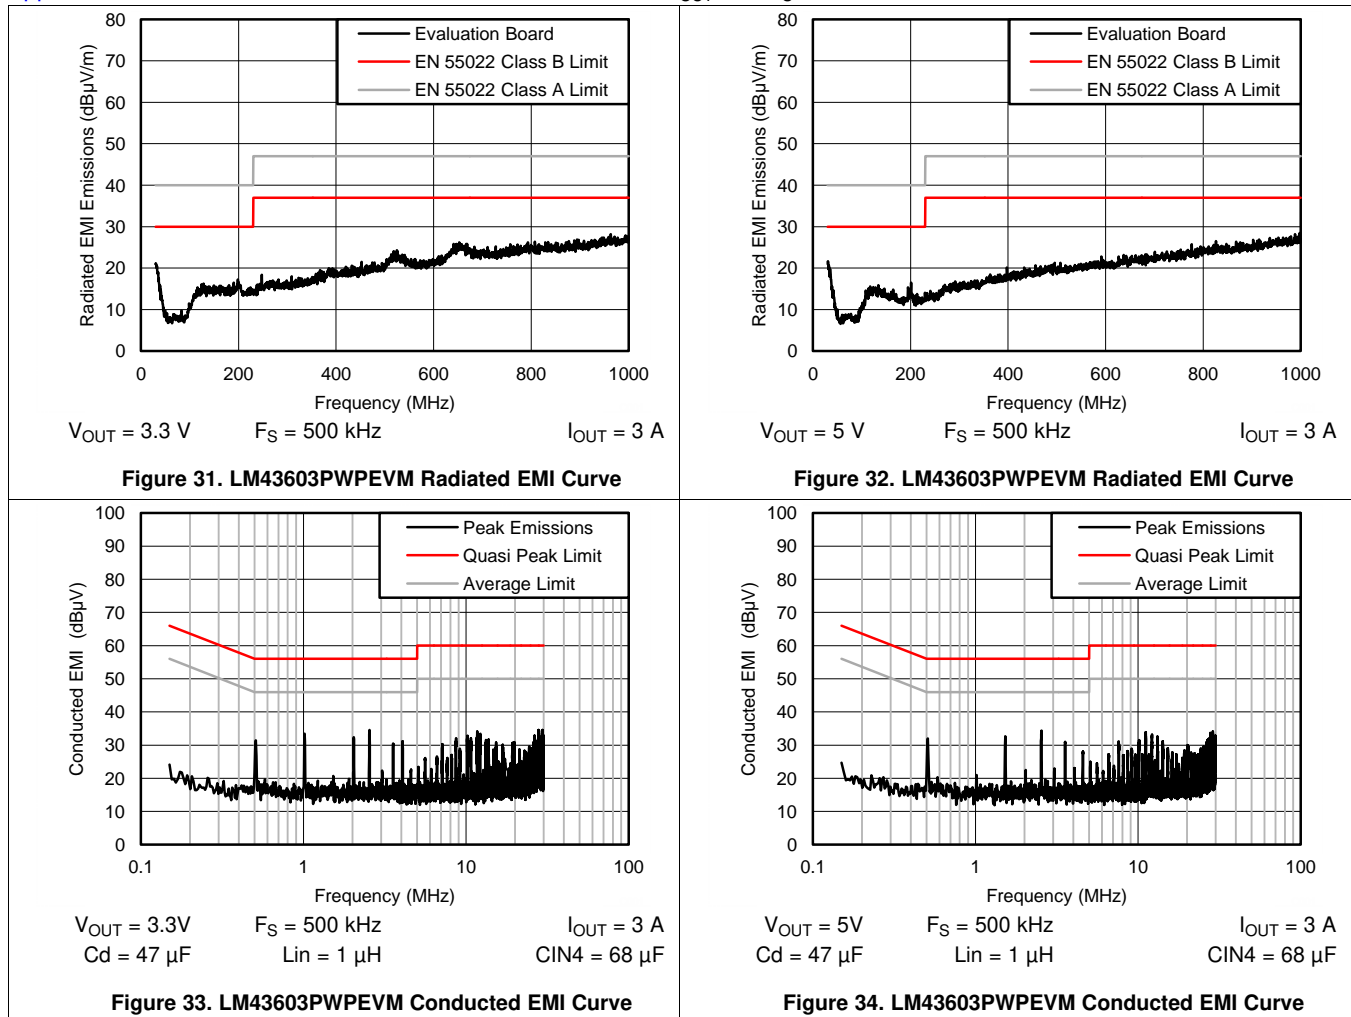 80
70
60
50
40
30
20
10
0
Radiated EMI Emissions (dBµV/m)
Evaluation Board
EN 55022 Class B Limit
EN 55022 Class A Limit
0 200 400 600 800 1000
Frequency (MHz)
VOUT = 3.3 V FS = 500 kHz IOUT = 3 A
Figure 31. LM43603PWPEVM Radiated EMI Curve
80
70
60
50
40
30
20
10
0
Radiated EMI Emissions (dBµV/m)
Evaluation Board
EN 55022 Class B Limit
EN 55022 Class A Limit
0 200 400 600 800 1000
Frequency (MHz)
VOUT = 5 V FS = 500 kHz IOUT = 3 A
Figure 32. LM43603PWPEVM Radiated EMI Curve
100
90
80
70
60
50
40
30
20
10
0
Conducted EMI (dBµV)
Peak Emissions
Quasi Peak Limit
Average Limit
0.1 1 10 100
Frequency (MHz)
VOUT = 3.3V FS = 500 kHz IOUT = 3 A
Cd = 47 µF Lin = 1 µH CIN4 = 68 µF
Figure 33. LM43603PWPEVM Conducted EMI Curve
100
90
80
70
60
50
40
30
20
10
0
Conducted EMI (dBµV)
Peak Emissions
Quasi Peak Limit
Average Limit
0.1 1 10 100
Frequency (MHz)
VOUT = 5V FS = 500 kHz IOUT = 3 A
Cd = 47 µF Lin = 1 µH CIN4 = 68 µF
Figure 34. LM43603PWPEVM Conducted EMI Curve